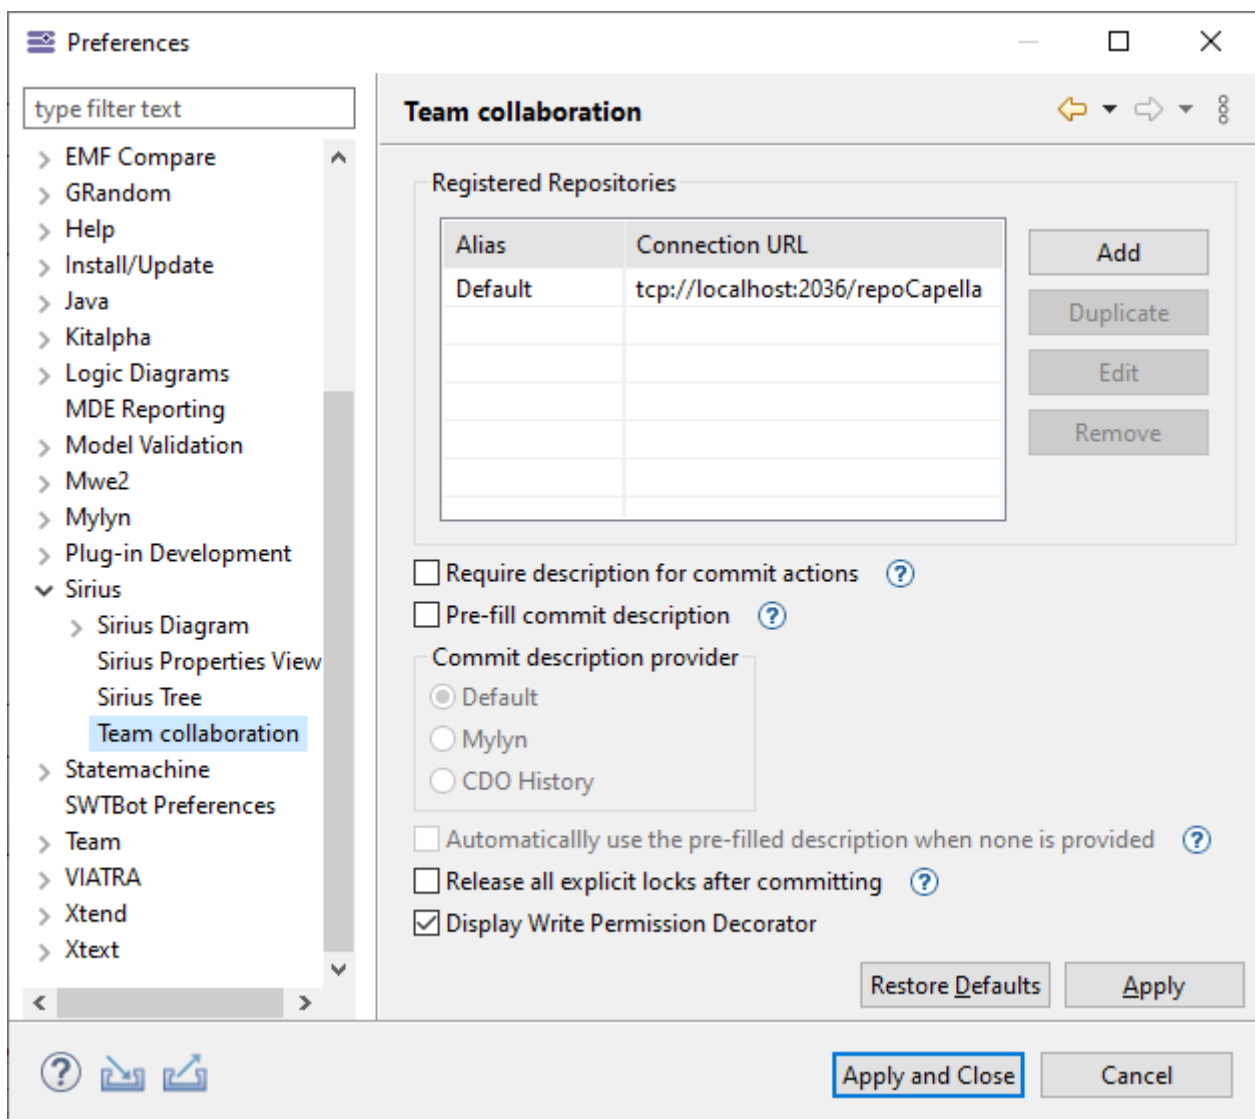 Preferences
type filter text
EMF Compare
GRandom
Help
Install/Update
Java
Kitalpha
Logic Diagrams
MDE Reporting
Model Validation
Mwe2
Mylyn
Plug-in Development
Sirius
Sirius Diagram
Sirius Properties View
Sirius Tree
Team collaboration
Statemachine
SWTBot Preferences
Team
VIATRA
Xtend
Xtext
Team collaboration
Registered Repositories
Alias Connection URL
Default tcp://localhost:2036/repoCapella
Add
Duplicate
Edit
Remove
Require description for commit actions
Pre-fill commit description
Commit description provider
Default
Mylyn
CDO History
Automaticallly use the pre-filled description when none is provided
Release all explicit locks after committing
Display Write Permission Decorator
Restore Defaults Apply
Apply and Close Cancel